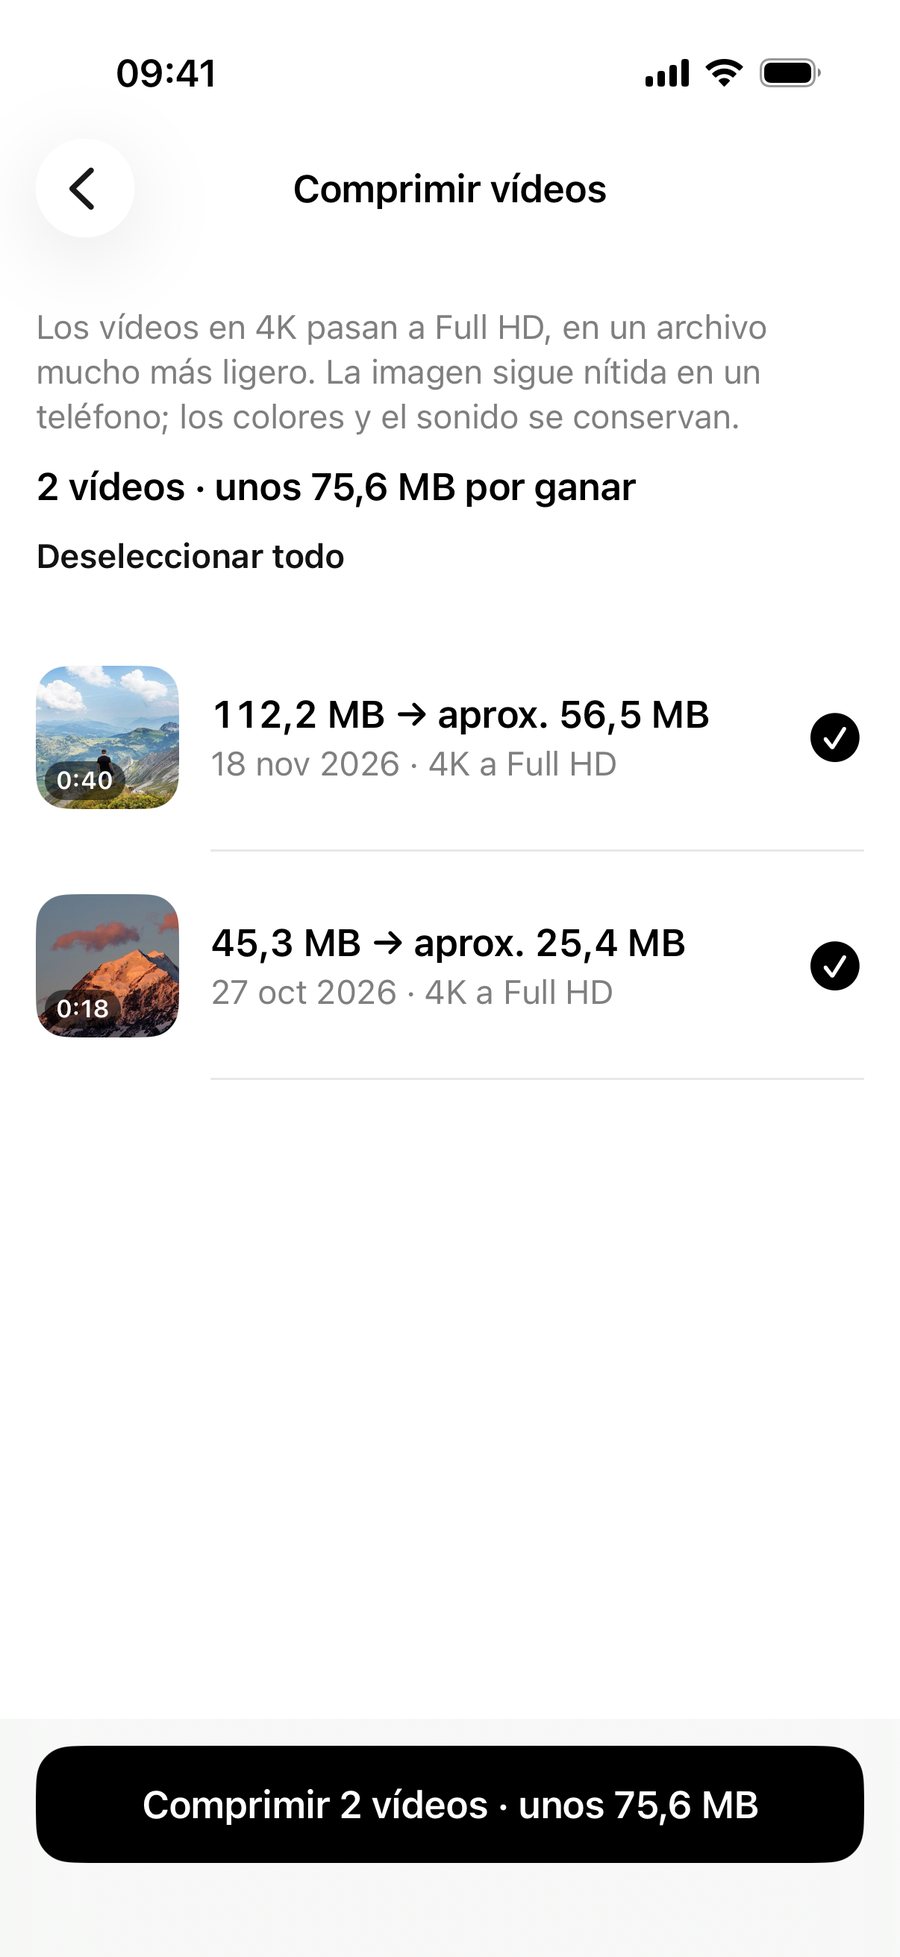 09:41
Comprimir vídeos
Los vídeos en 4K pasan a Full HD, en un archivo
mucho más ligero. La imagen sigue nítida en un
teléfono; los colores y el sonido se conservan.
2 vídeos · unos 75,6 MB por ganar
Deseleccionar todo
112,2 MB → aprox. 56,5 MB
18 nov 2026 · 4K a Full HD
0:40
45,3 MB → aprox. 25,4 MB
27 oct 2026 · 4K a Full HD
0:18
Comprimir 2 vídeos · unos 75,6 MB